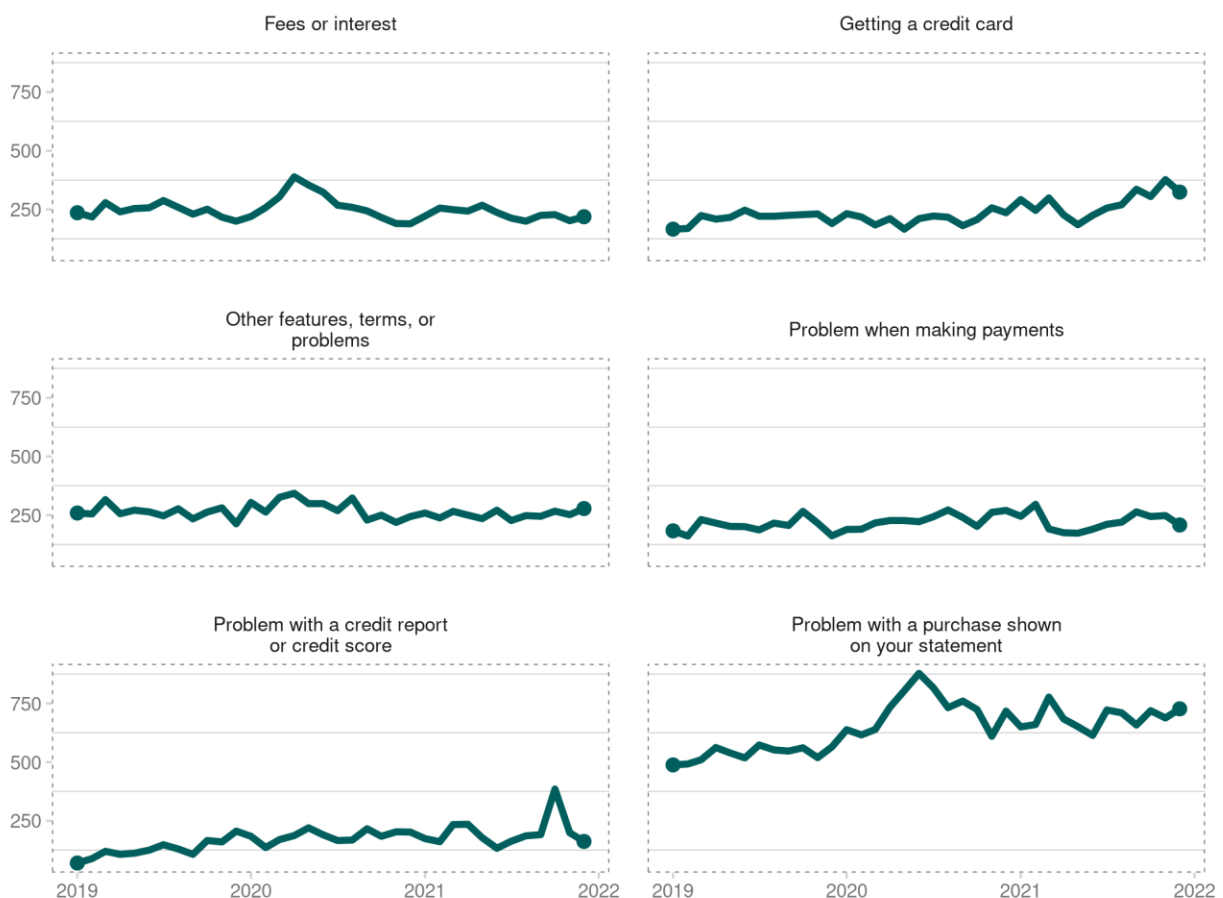 Fees or interest
Getting a credit card
750
500
250
Other features, terms, or
problems
Problem when making payments
750
500
250
Problem with a credit report
or credit score
Problem with a purchase shown
on your statement
750
500
250
2019
2020
2021
2022
2019
2020
2021
2022